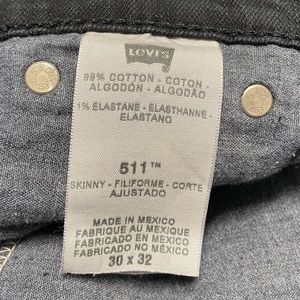 LEVI'S
99% COTTON - COTON -
ALGODÓN - ALGODÃO
1% ELASTANE - ELASTHANNE -
ELASTANO
511™
SKINNY - FILIFORME - CORTE
AJUSTADO
MADE IN MEXICO
FABRIQUE AU MEXIQUE
FABRICADO EN MEXICO
FABRICADO NO MÉXICO
30 X 32